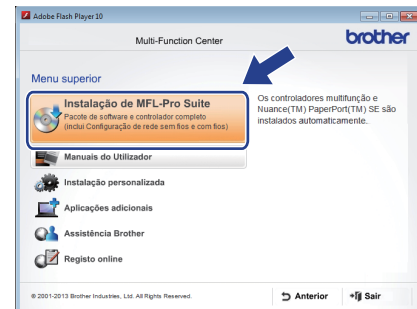 Adobe Flash Player 10
Multi-Function Center
brother
Menu superior
Instalação de MFL-Pro Suite
Pacote de software e controlador completo
(inclui Configuração de rede sem fios e com fios)
Os controladores multifunção e
Nuance(TM) PaperPort(TM) SE são
instalados automaticamente.
Manuais do Utilizador
Instalação personalizada
Aplicações adicionais
Assistência Brother
Registo online
© 2001-2013 Brother Industries, Ltd. All Rights Reserved.
Anterior
Sair